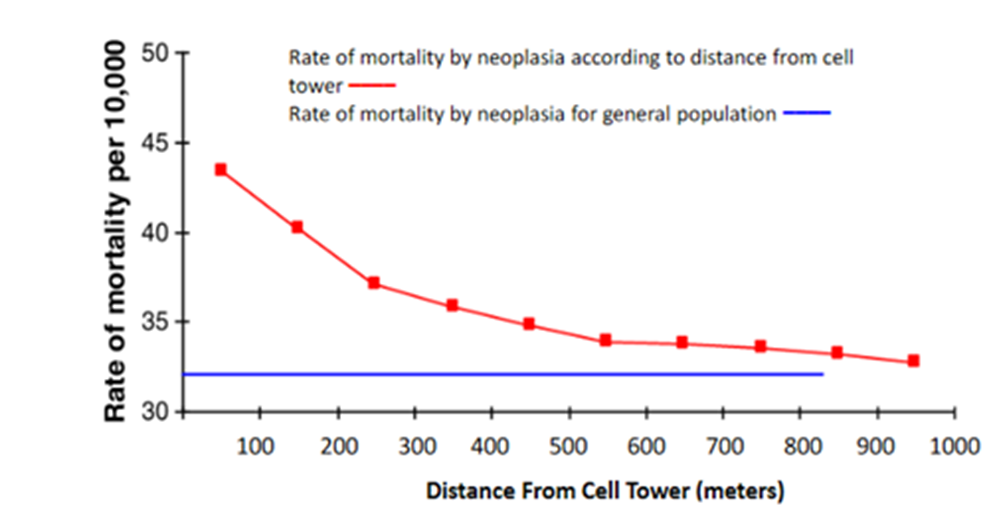 Rate of mortality by neoplasia according to distance from cell
tower
Rate of mortality by neoplasia for general population
Rate of mortality per 10,000
50
45
40
35
30
100 200 300 400 500 600 700 800 900 1000
Distance From Cell Tower (meters)